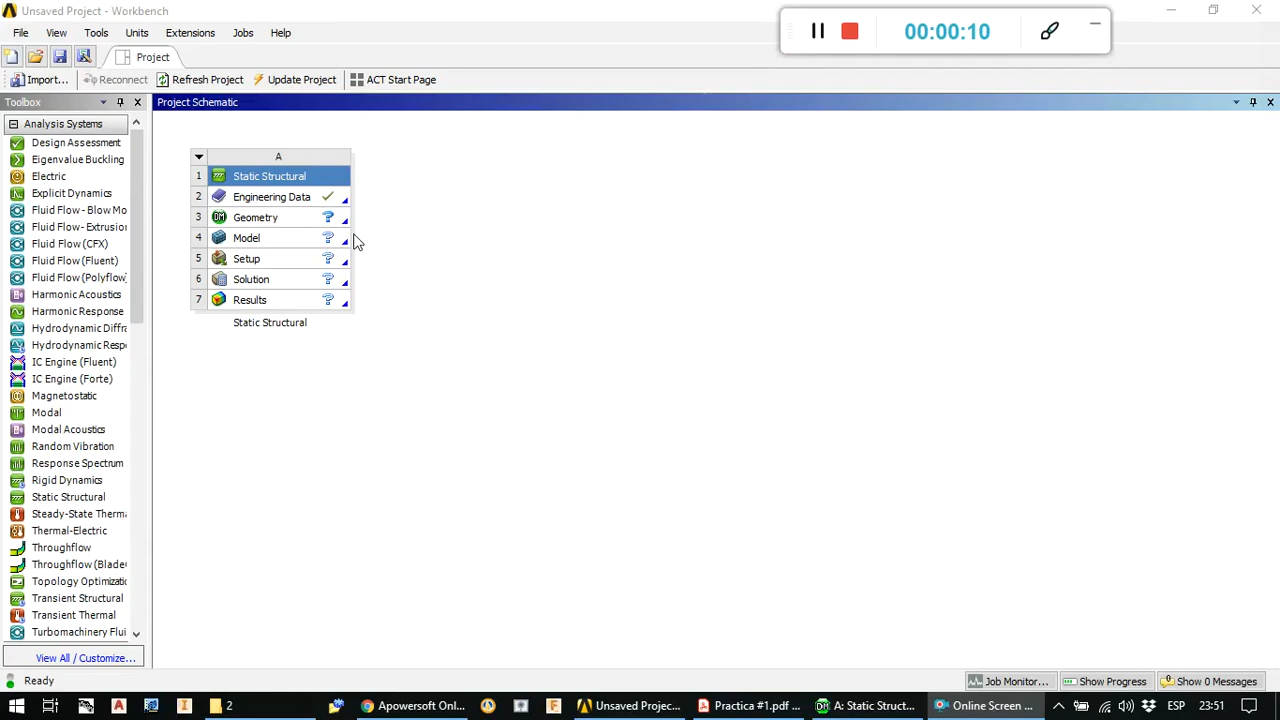 Unsaved Project - Workbench
00:00:10
File View Tools Units Extensions Jobs Help
Project
Import... Reconnect Refresh Project Update Project ACT Start Page
Toolbox
Project Schematic
Analysis Systems
Design Assessment
Eigenvalue Buckling
Electric
Explicit Dynamics
Fluid Flow - Blow Mo
Fluid Flow- Extrusion
Fluid Flow (CFX)
Fluid Flow (Fluent)
Fluid Flow (Polyflow)
Harmonic Acoustics
Harmonic Response
Hydrodynamic Diffra
Hydrodynamic Resp
IC Engine (Fluent)
IC Engine (Forte)
Magnetostatic
Modal
Modal Acoustics
Random Vibration
Response Spectrum
Rigid Dynamics
Static Structural
Steady-State Therma
Thermal-Electric
Throughflow
Throughflow (Blade
Topology Optimizatio
Transient Structural
Transient Thermal
Turbomachinery Flui
View All / Customize...
A
1 Static Structural
2 Engineering Data
3 DM Geometry ?
4 Model ?
5 Setup ?
6 Solution ?
7 Results ?
Static Structural
Ready
Job Monitor... Show Progress Show 0 Messages
2 Apowersoft Onl... Unsaved Projec... Practica #1.pdf ... DM A: Static Struct... Online Screen ... ESP 23:51